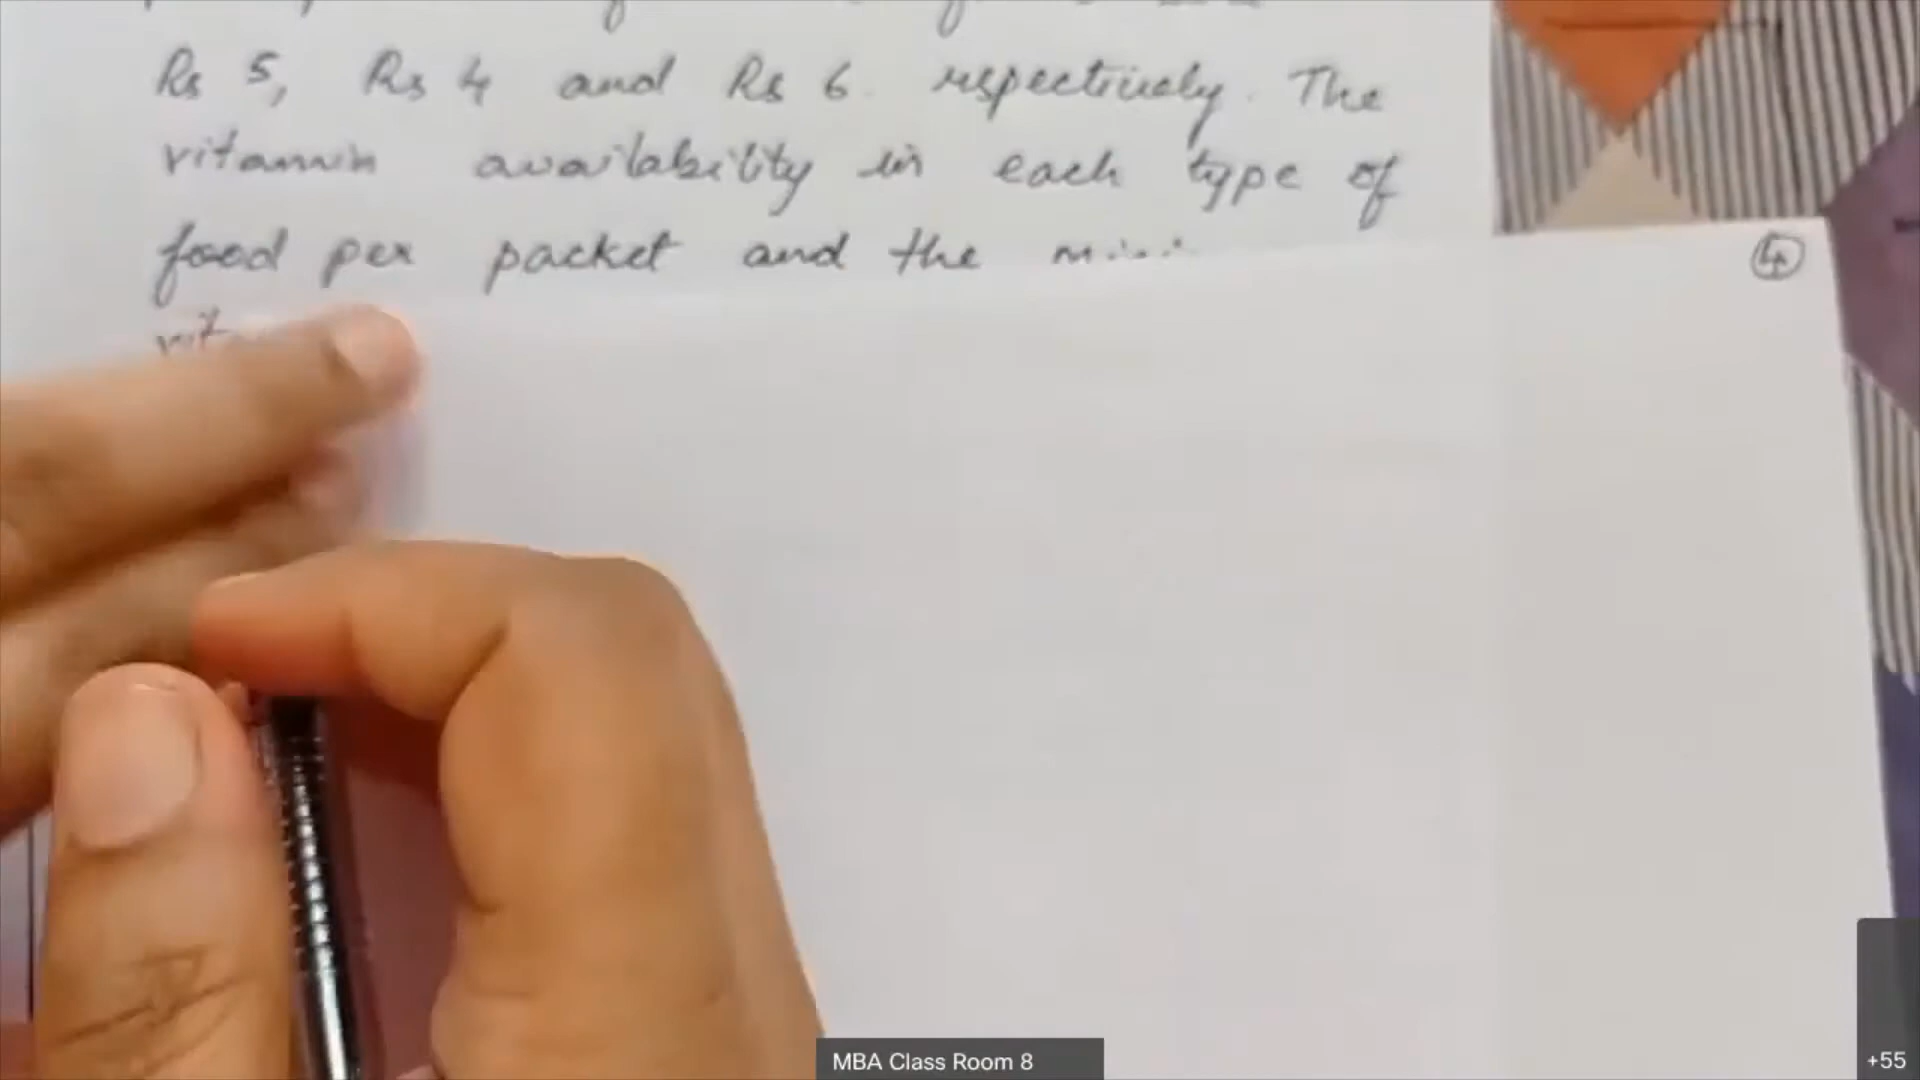 Rs 5, Rs 4 and Rs 6. respectively. The
vitamin availability in each type of
food per packet and the
4
MBA Class Room 8
+55